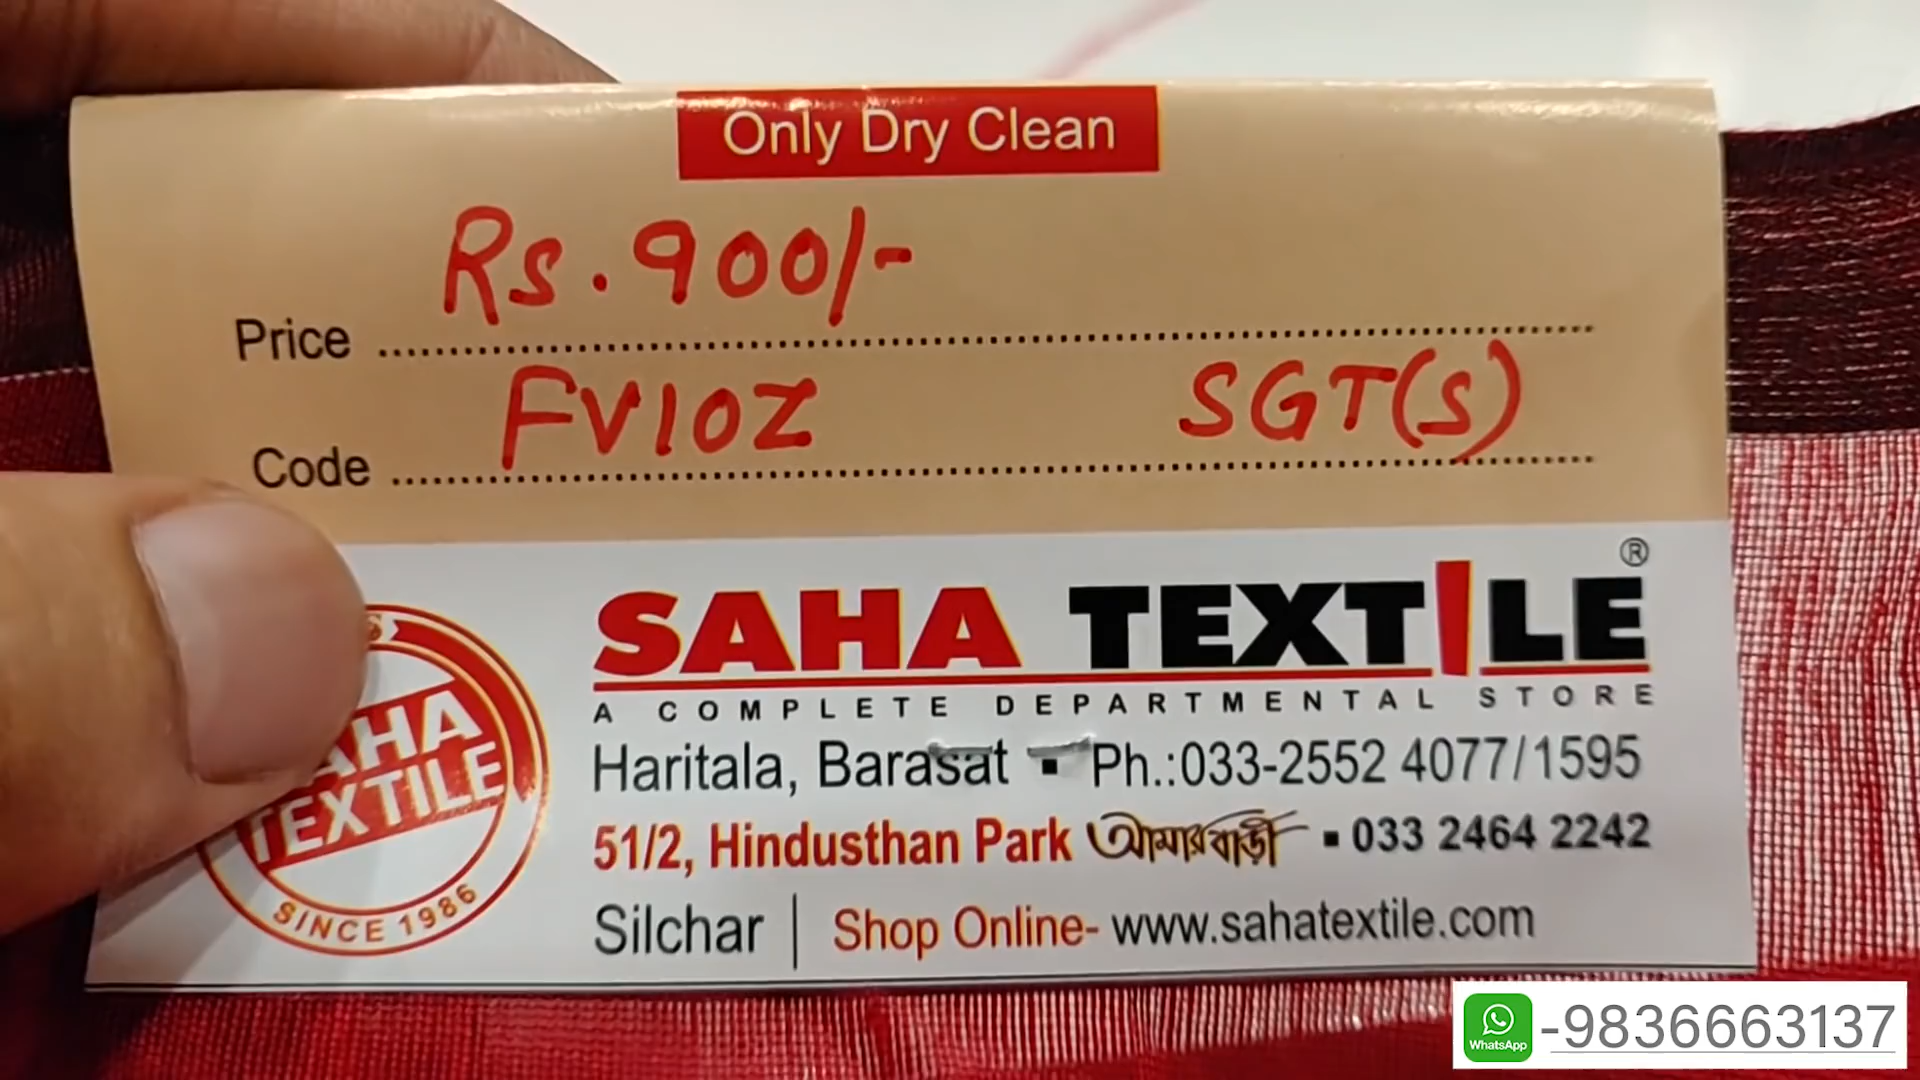 Only Dry Clean
Price Rs. 900/-
Code FV10Z SGT(S)
SAHA TEXTILE®
A COMPLETE DEPARTMENTAL STORE
Haritala, Barasat ▪ Ph.:033-2552 4077/1595
51/2, Hindusthan Park আমার বাড়ী ▪ 033 2464 2242
Silchar | Shop Online- www.sahatextile.com
TEXTILE
SINCE 1986
WhatsApp
-9836663137